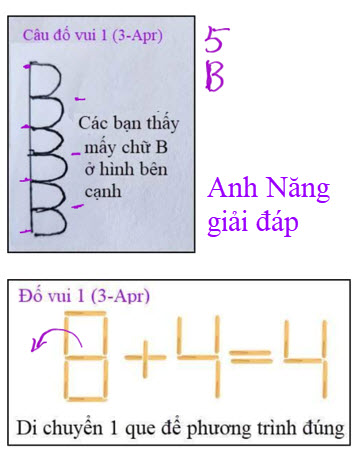 Câu đố vui 1 (3-Apr)
Các bạn thấy
mấy chữ B
ở hình bên
cạnh
5
B
Anh Năng
giải đáp
Đố vui 1 (3-Apr)
8+4=4
Di chuyển 1 que để phương trình đúng